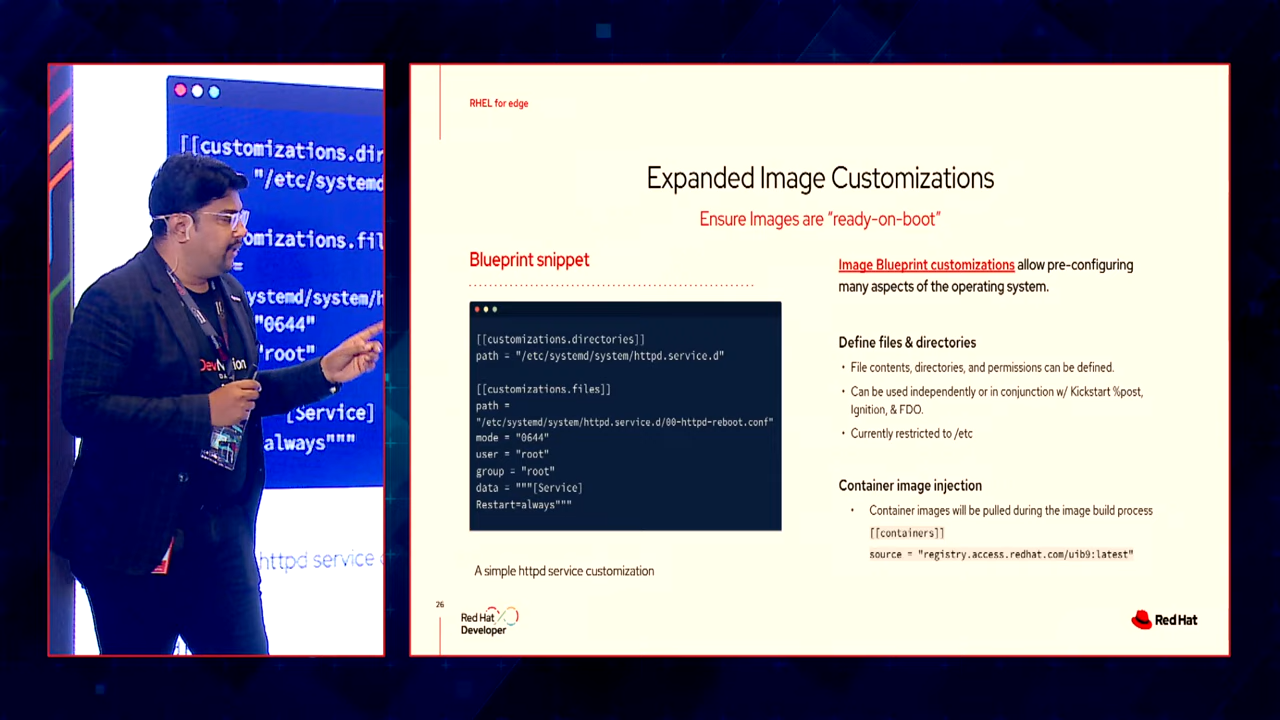 [[customizations.dir
"/etc/systemd
omizations.fil
=
ystemd/system/h
"0644"
"root"
[Service]
always"""
httpd service
RHEL for edge
Expanded Image Customizations
Ensure Images are "ready-on-boot"
Blueprint snippet
[[customizations.directories]]
path = "/etc/systemd/system/httpd.service.d"
[[customizations.files]]
path =
"/etc/systemd/system/httpd.service.d/00-httpd-reboot.conf"
mode = "0644"
user = "root"
group = "root"
data = """[Service]
Restart=always"""
A simple httpd service customization
Image Blueprint customizations allow pre-configuring
many aspects of the operating system.
Define files & directories
• File contents, directories, and permissions can be defined.
• Can be used independently or in conjunction w/ Kickstart %post,
Ignition, & FDO.
• Currently restricted to /etc
Container image injection
• Container images will be pulled during the image build process
[[containers]]
source = "registry.access.redhat.com/uib9:latest"
26
Red Hat
Developer
Red Hat